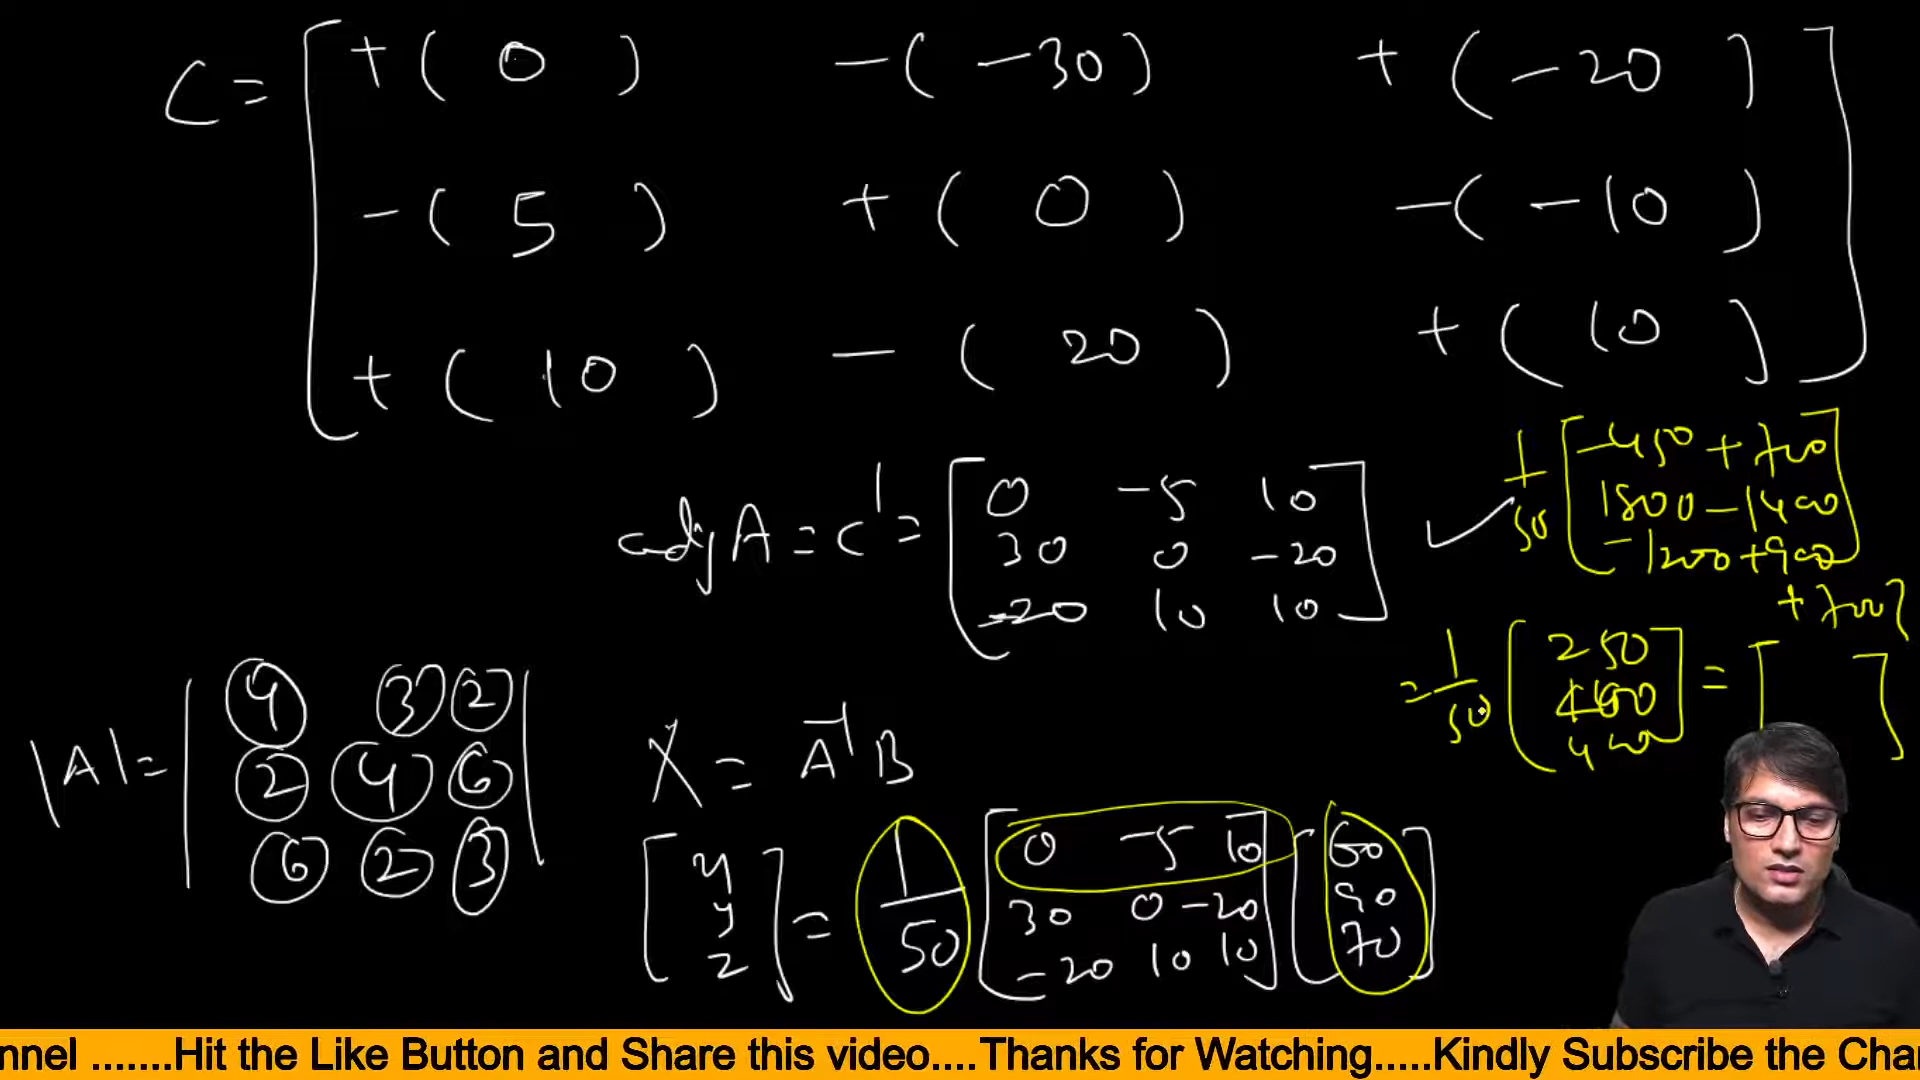 C = [ +( 0 ) -( -30 ) +( -20 )
-( 5 ) +( 0 ) -( -10 )
+( 10 ) -( 20 ) +( 10 ) ]
adj A = C' = [ 0 -5 10
30 0 -20
-20 10 10 ]
1/50 [ -450 + 700
1800 - 1400
-1200 + 900
+ 700 ]
= 1/50 [ 250
400
400 ] = [ ]
|A| = | 4 3 2
2 4 6
6 2 3 |
X = A⁻¹ B
[ x
y
z ] = 1/50 [ 0 -5 10
30 0 -20
-20 10 10 ] [ 60
90
70 ]
nnel .......Hit the Like Button and Share this video....Thanks for Watching.....Kindly Subscribe the Cha